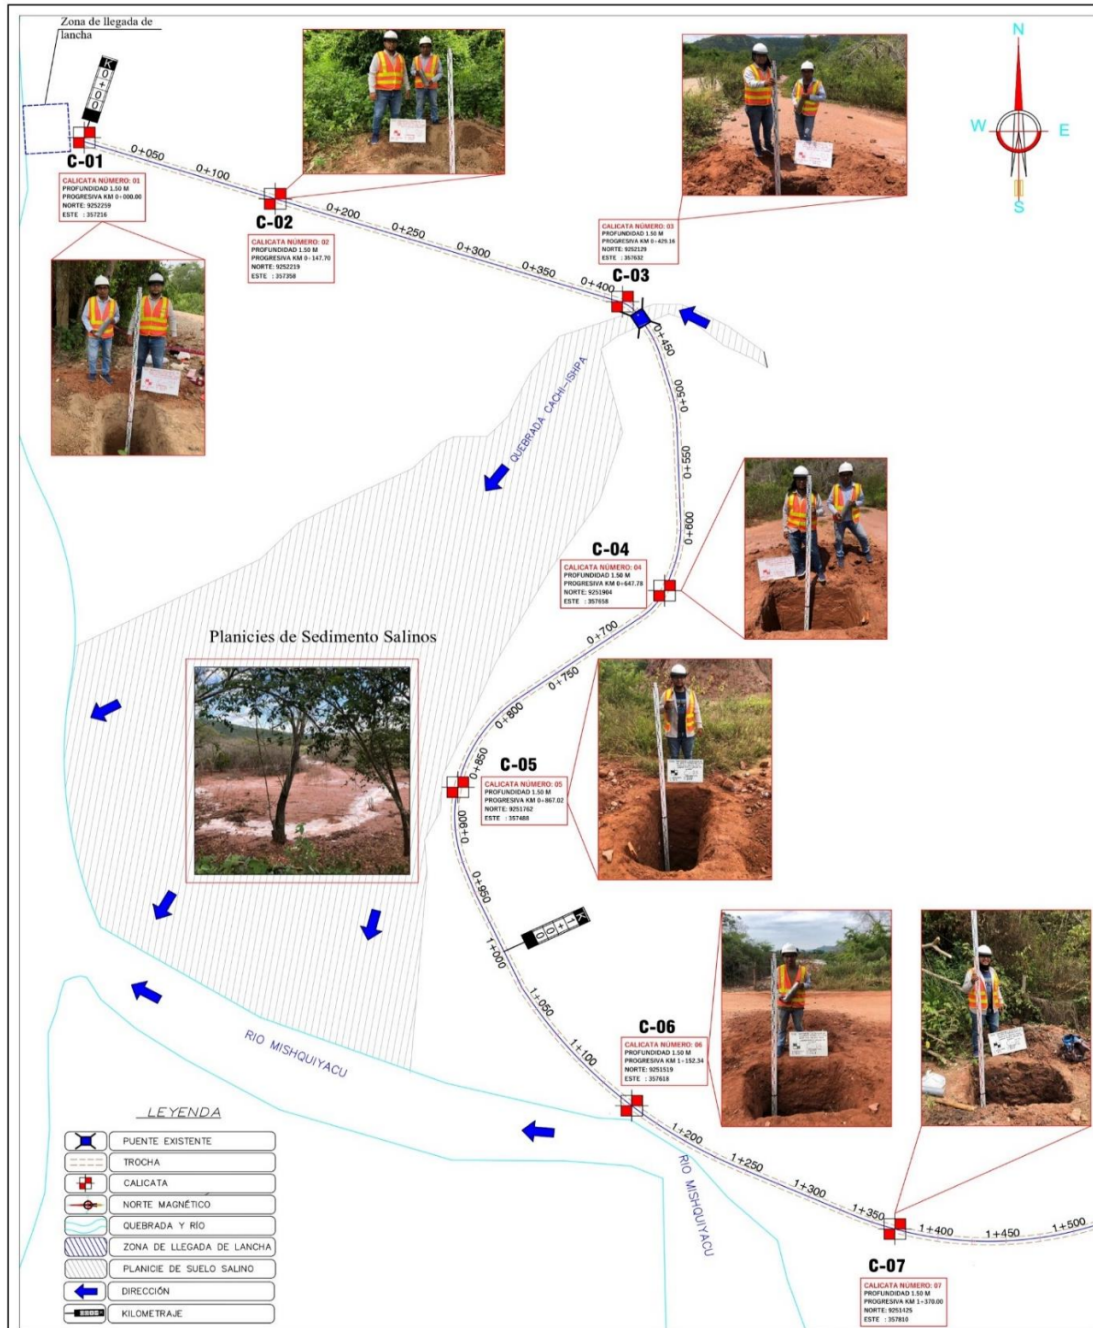 Zona de llegada de
lancha
K
0+00
C-01
CALICATA NÚMERO: 01
PROFUNDIDAD 1.50 M
PROGRESIVA KM 0+000.00
NORTE: 9252259
ESTE : 357216
0+050
0+100
C-02
CALICATA NÚMERO: 02
PROFUNDIDAD 1.50 M
PROGRESIVA KM 0+147.70
NORTE: 9252219
ESTE : 357358
0+200
0+250
0+300
0+350
0+400
C-03
CALICATA NÚMERO: 03
PROFUNDIDAD 1.50 M
PROGRESIVA KM 0+429.16
NORTE: 9252129
ESTE : 357632
N
W
E
S
0+450
0+500
0+550
0+600
QUEBRADA CACHI-ISHPA
C-04
CALICATA NÚMERO: 04
PROFUNDIDAD 1.50 M
PROGRESIVA KM 0+647.78
NORTE: 9251904
ESTE : 357658
0+700
0+750
0+800
0+850
Planicies de Sedimento Salinos
C-05
CALICATA NÚMERO: 05
PROFUNDIDAD 1.50 M
PROGRESIVA KM 0+867.02
NORTE: 9251762
ESTE : 357488
0+900
0+950
K
1+00
1+000
1+050
1+100
C-06
CALICATA NÚMERO: 06
PROFUNDIDAD 1.50 M
PROGRESIVA KM 1+152.34
NORTE: 9251519
ESTE : 357618
RIO MISHQUIYACU
RIO MISHQUIYACU
1+200
1+250
1+300
1+350
1+400
1+450
1+500
C-07
CALICATA NÚMERO: 07
PROFUNDIDAD 1.50 M
PROGRESIVA KM 1+370.00
NORTE: 9251425
ESTE : 357810
LEYENDA
PUENTE EXISTENTE
TROCHA
CALICATA
NORTE MAGNÉTICO
QUEBRADA Y RÍO
ZONA DE LLEGADA DE LANCHA
PLANICIE DE SUELO SALINO
DIRECCIÓN
KILOMETRAJE